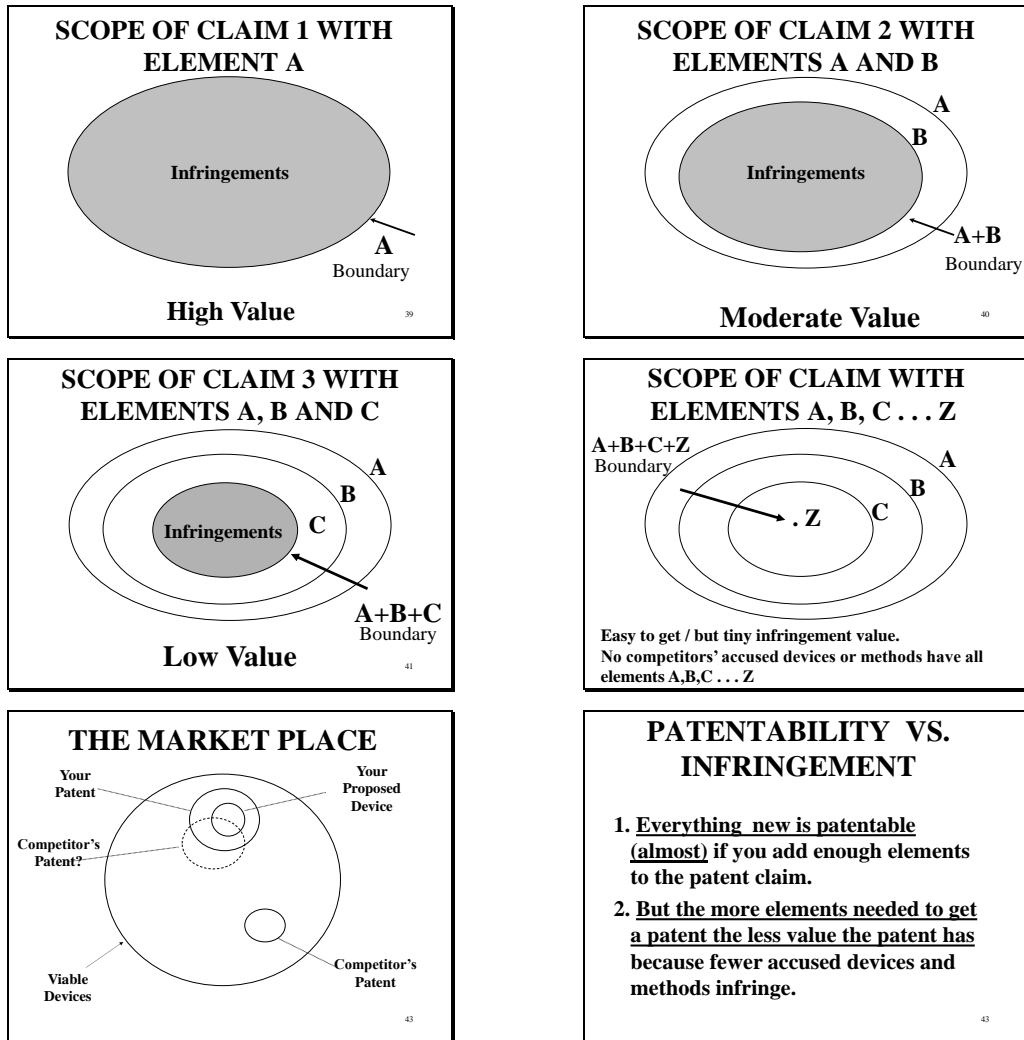 SCOPE OF CLAIM 1 WITH
ELEMENT A
Infringements
A
Boundary
High Value
39
SCOPE OF CLAIM 2 WITH
ELEMENTS A AND B
A
B
Infringements
A+B
Boundary
Moderate Value
40
SCOPE OF CLAIM 3 WITH
ELEMENTS A, B AND C
A
B
C
Infringements
A+B+C
Boundary
Low Value
41
SCOPE OF CLAIM WITH
ELEMENTS A, B, C . . . Z
A+B+C+Z
Boundary
A
B
C
. Z
Easy to get / but tiny infringement value.
No competitors' accused devices or methods have all
elements A,B,C . . . Z
THE MARKET PLACE
Your
Patent
Your
Proposed
Device
Competitor's
Patent?
Viable
Devices
Competitor's
Patent
43
PATENTABILITY VS.
INFRINGEMENT
1. Everything new is patentable
(almost) if you add enough elements
to the patent claim.
2. But the more elements needed to get
a patent the less value the patent has
because fewer accused devices and
methods infringe.
43